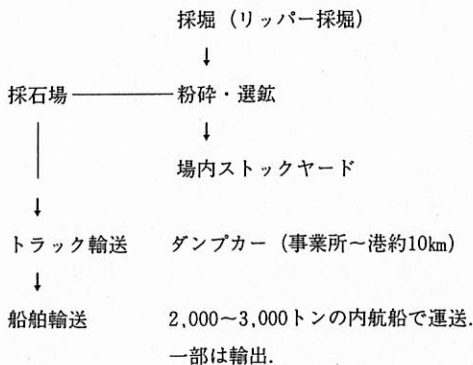 採堀（リッパー採堀）
↓
採石場 粉砕・選鉱
↓
場内ストックヤード
↓
トラック輸送 ダンプカー（事業所～港約10km）
↓
船舶輸送 2,000～3,000トンの内航船で運送.
一部は輸出.